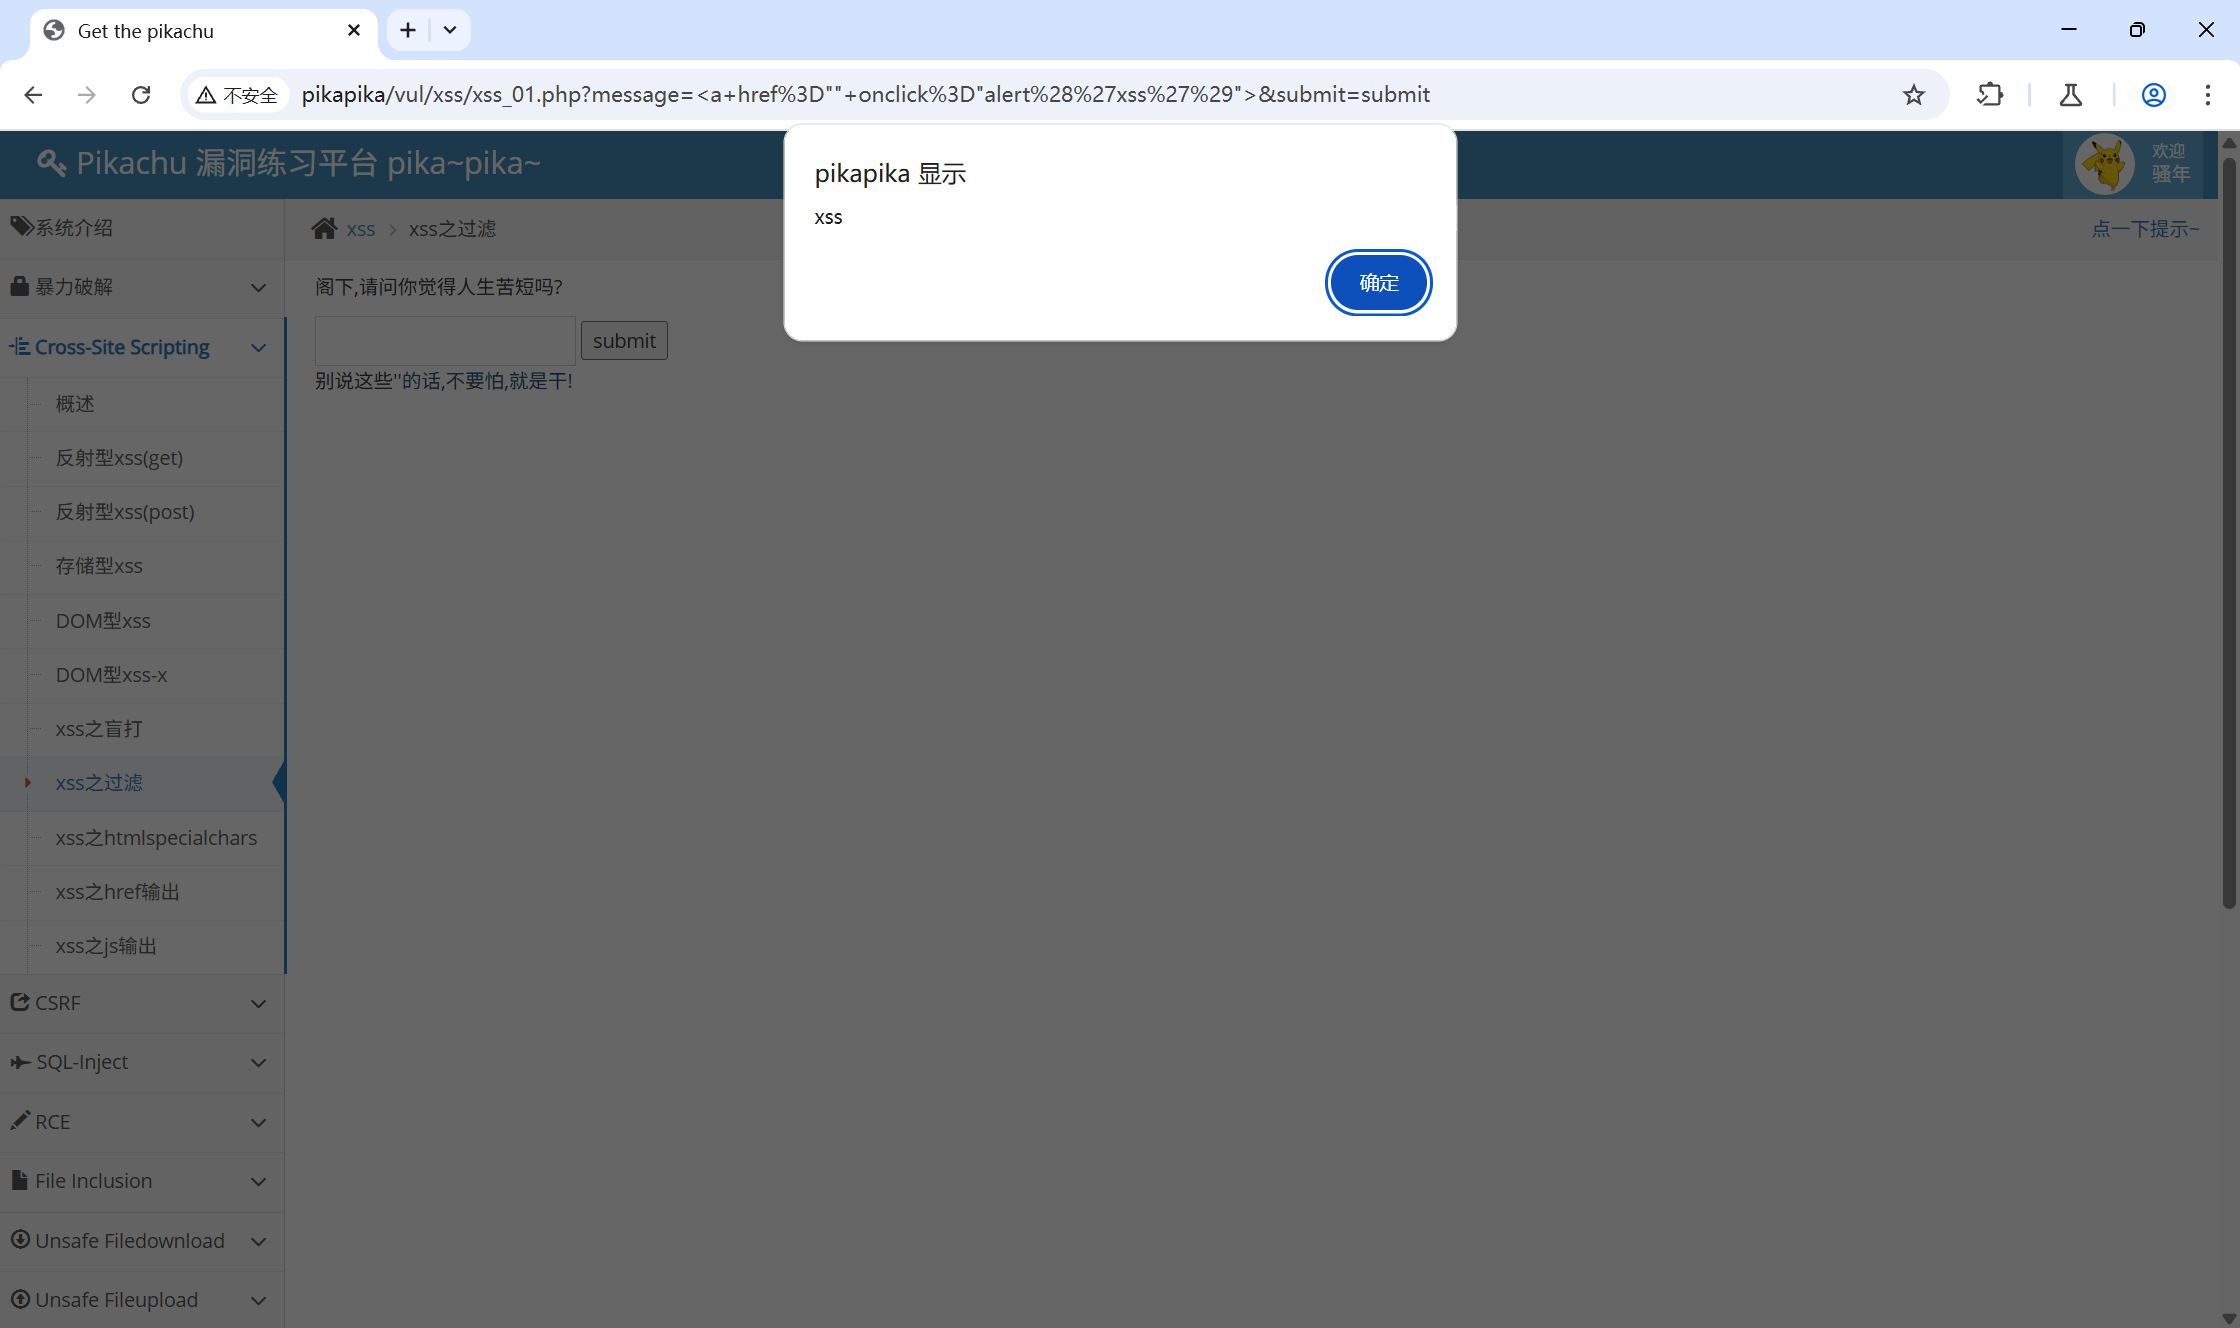 Get the pikachu
不安全 pikapika/vul/xss/xss_01.php?message=<a+href%3D""+onclick%3D"alert%28%27xss%27%29">&submit=submit
Pikachu 漏洞练习平台 pika~pika~
欢迎
骚年
pikapika 显示
xss
确定
系统介绍
暴力破解
Cross-Site Scripting
概述
反射型xss(get)
反射型xss(post)
存储型xss
DOM型xss
DOM型xss-x
xss之盲打
xss之过滤
xss之htmlspecialchars
xss之href输出
xss之js输出
CSRF
SQL-Inject
RCE
File Inclusion
Unsafe Filedownload
Unsafe Fileupload
xss > xss之过滤
点一下提示~
阁下,请问你觉得人生苦短吗?
submit
别说这些''的话,不要怕,就是干!